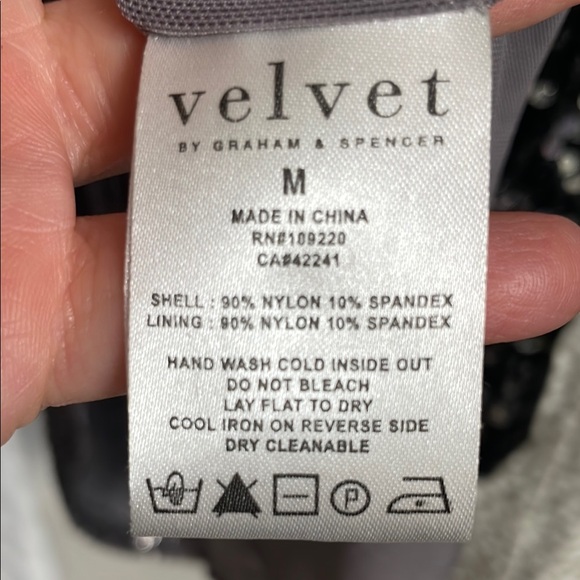 velvet
BY GRAHAM & SPENCER
M
MADE IN CHINA
RN#109220
CA#42241
SHELL : 90% NYLON 10% SPANDEX
LINING : 90% NYLON 10% SPANDEX
HAND WASH COLD INSIDE OUT
DO NOT BLEACH
LAY FLAT TO DRY
COOL IRON ON REVERSE SIDE
DRY CLEANABLE
P